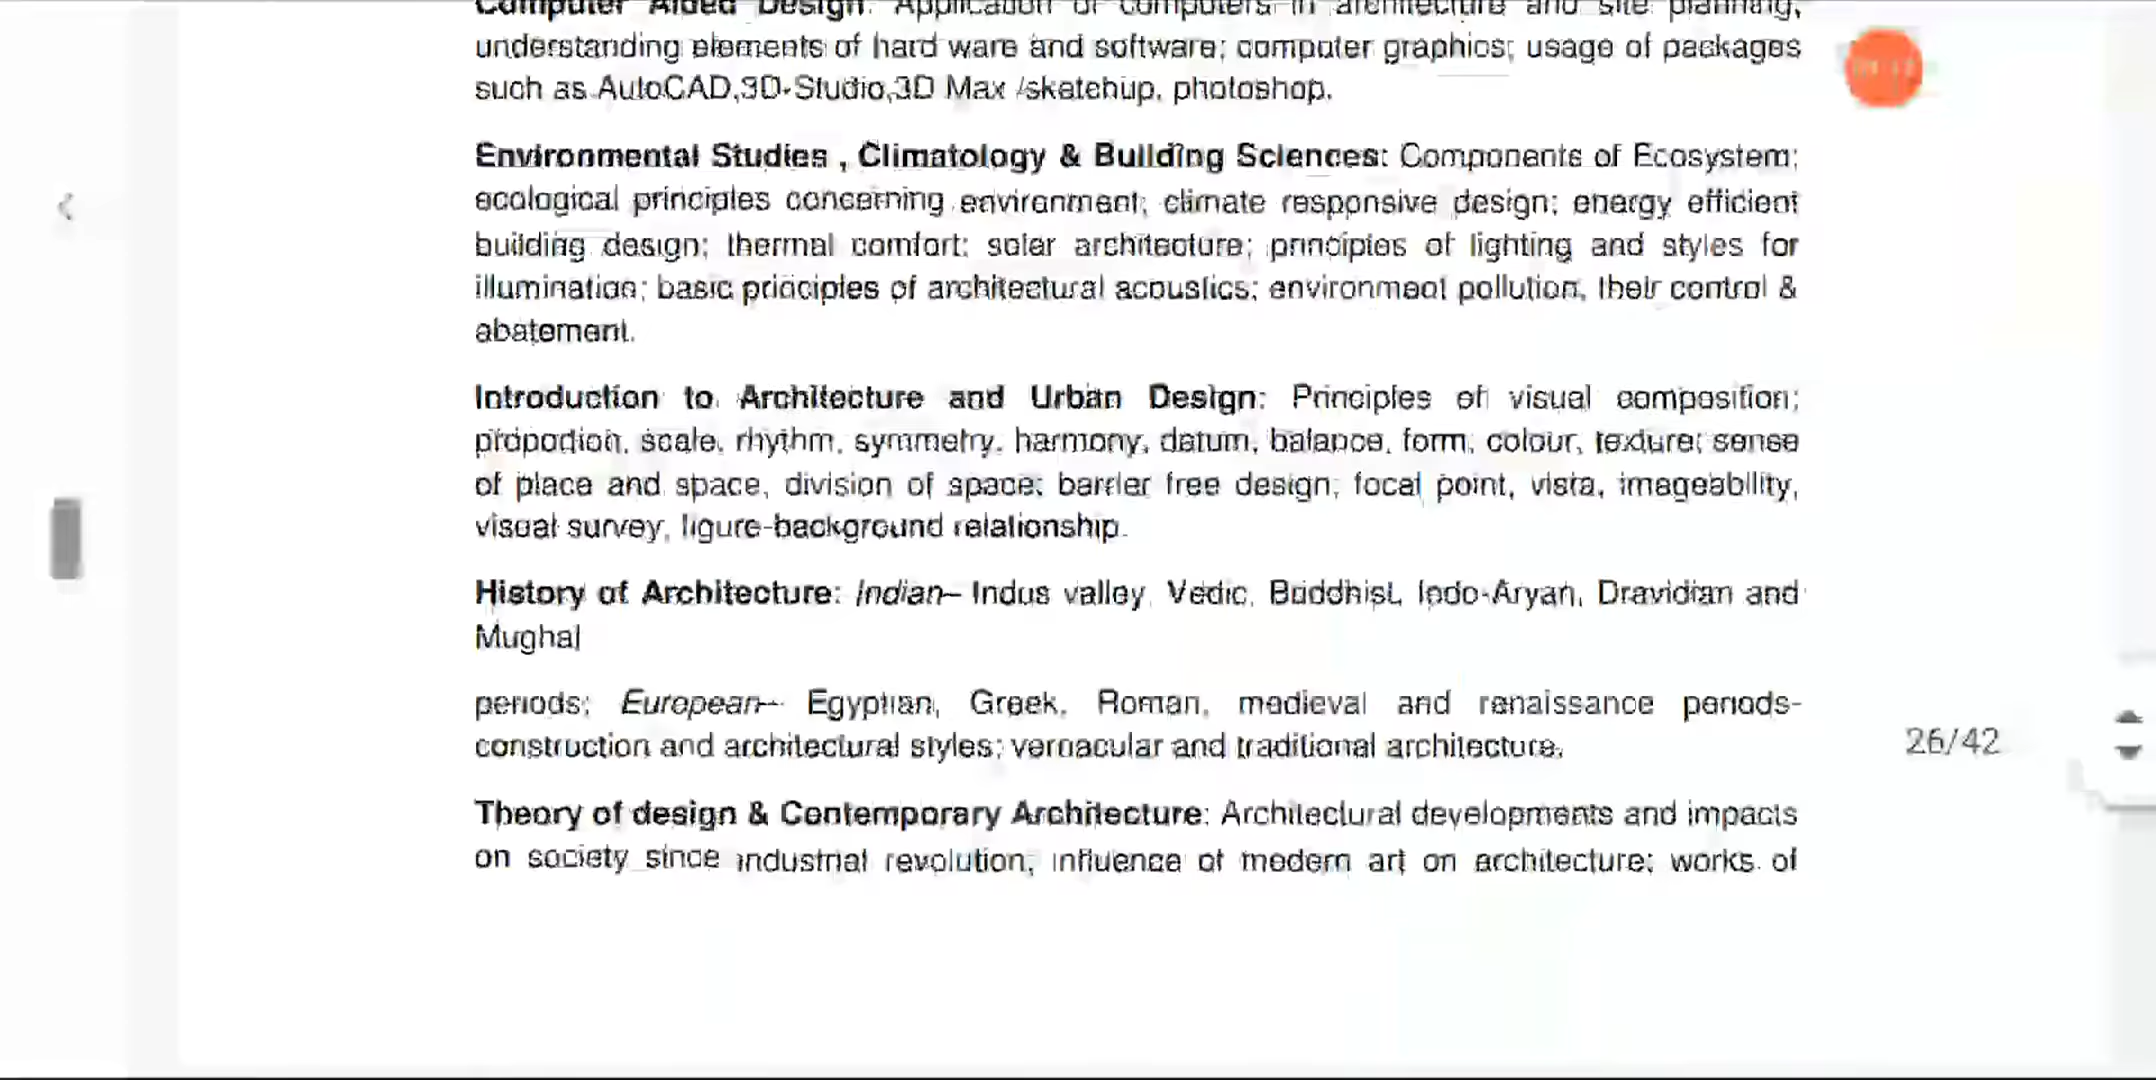 Computer Aided Design: Application of computers in architecture and site planning,
understanding elements of hard ware and software; computer graphics; usage of packages
such as AutoCAD,3D-Studio,3D Max /sketchup, photoshop.
Environmental Studies , Climatology & Building Sciences: Components of Ecosystem;
ecological principles concerning environment; climate responsive design; energy efficient
building design; thermal comfort; solar architecture; principles of lighting and styles for
illumination; basic principles of architectural acoustics; environment pollution, their control &
abatement.
Introduction to Architecture and Urban Design: Principles of visual composition;
proportion, scale, rhythm, symmetry, harmony, datum, balance, form, colour, texture; sense
of place and space, division of space; barrier free design; focal point, vista, imageability,
visual survey, figure-background relationship.
History of Architecture: Indian– Indus valley, Vedic, Buddhist, Indo-Aryan, Dravidian and
Mughal
periods; European– Egyptian, Greek, Roman, medieval and renaissance periods-
construction and architectural styles; vernacular and traditional architecture.
26/42
Theory of design & Contemporary Architecture: Architectural developments and impacts
on society since industrial revolution; influence of modern art on architecture; works of